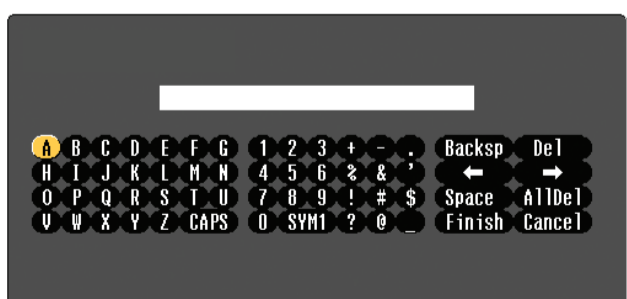 A B C D E F G 1 2 3 + - . Backsp Del
H I J K L M N 4 5 6 % & ' ← →
O P Q R S T U 7 8 9 ! # $ Space AllDel
V W X Y Z CAPS 0 SYM1 ? @ _ Finish Cancel